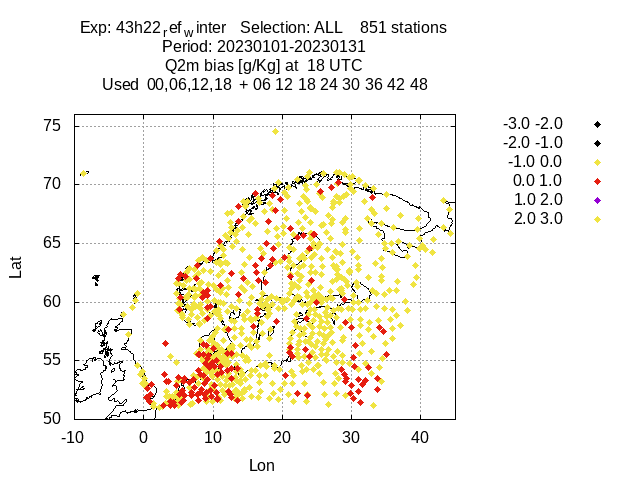 Exp: 43h22refwinter Selection: ALL 851 stations
Period: 20230101-20230131
Q2m bias [g/Kg] at 18 UTC
Used 00,06,12,18 + 06 12 18 24 30 36 42 48
-3.0 -2.0
-2.0 -1.0
-1.0 0.0
0.0 1.0
1.0 2.0
2.0 3.0
75
70
65
60
55
50
Lat
-10 0 10 20 30 40
Lon